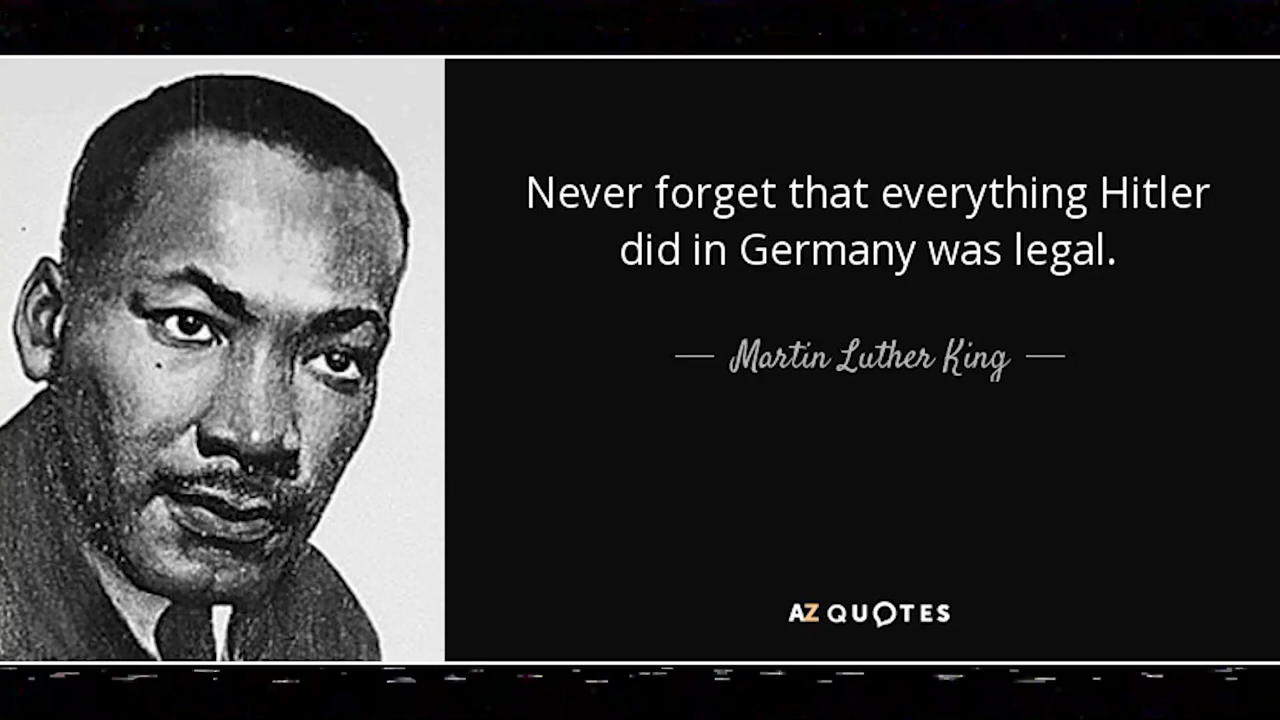 Never forget that everything Hitler
did in Germany was legal.
Martin Luther King
AZ QUOTES